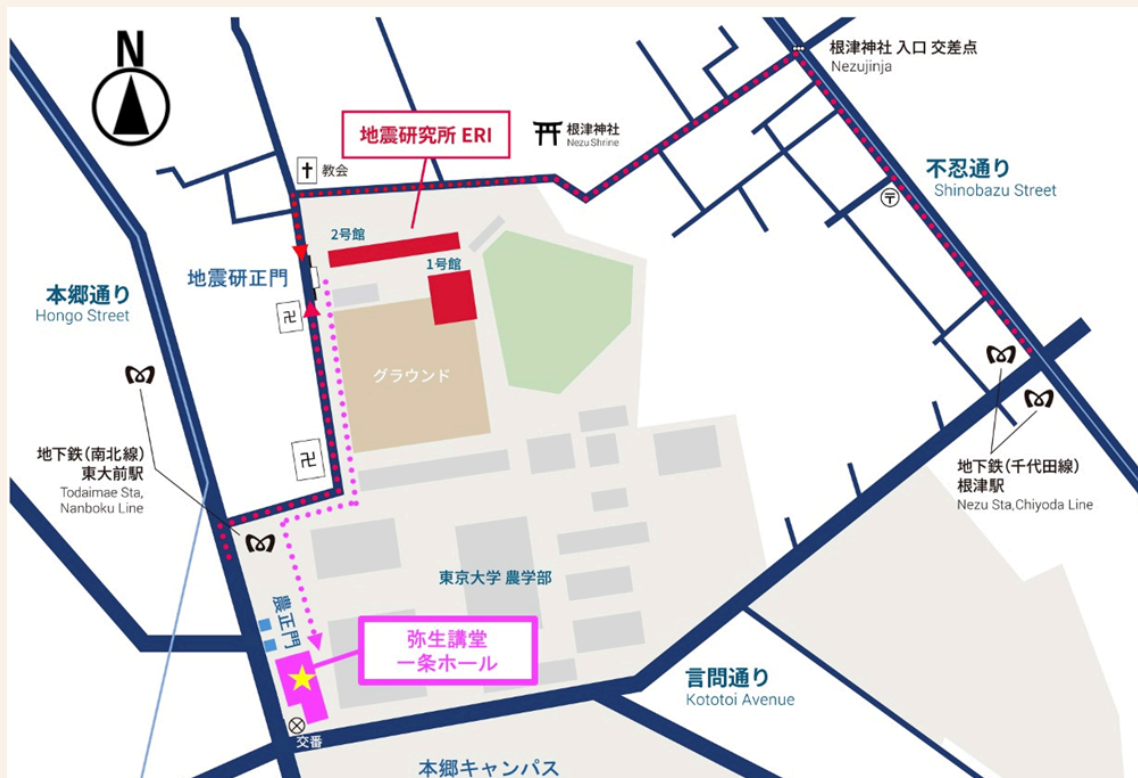 N
根津神社 入口 交差点
Nezujinja
地震研究所 ERI
根津神社
Nezu Shrine
教会
不忍通り
Shinobazu Street
2号館
1号館
地震研正門
本郷通り
Hongo Street
グラウンド
地下鉄(南北線)
東大前駅
Todaimae Sta,
Nanboku Line
地下鉄(千代田線)
根津駅
Nezu Sta,Chiyoda Line
東京大学 農学部
農正門
弥生講堂
一条ホール
言問通り
Kototoi Avenue
交番
本郷キャンパス